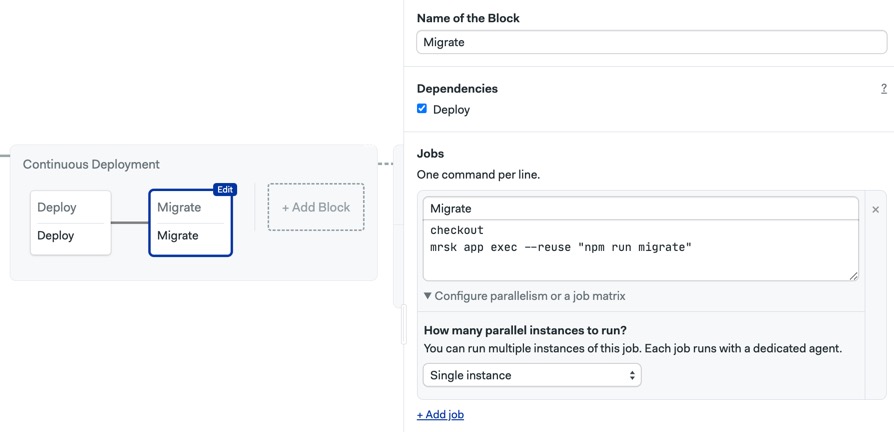 Continuous Deployment
Deploy
Deploy
Edit
Migrate
Migrate
+ Add Block
Name of the Block
Migrate
Dependencies
?
Deploy
Jobs
One command per line.
Migrate
×
checkout
mrsk app exec --reuse "npm run migrate"
▼ Configure parallelism or a job matrix
How many parallel instances to run?
You can run multiple instances of this job. Each job runs with a dedicated agent.
Single instance
+ Add job